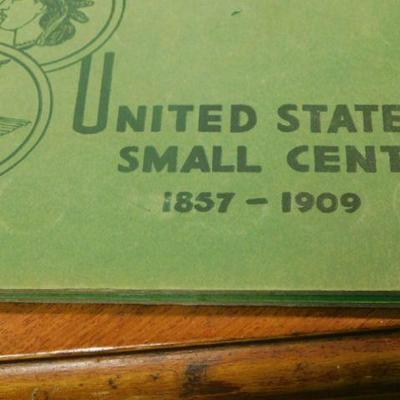 UNITED STATE
SMALL CENT
1857 - 1909